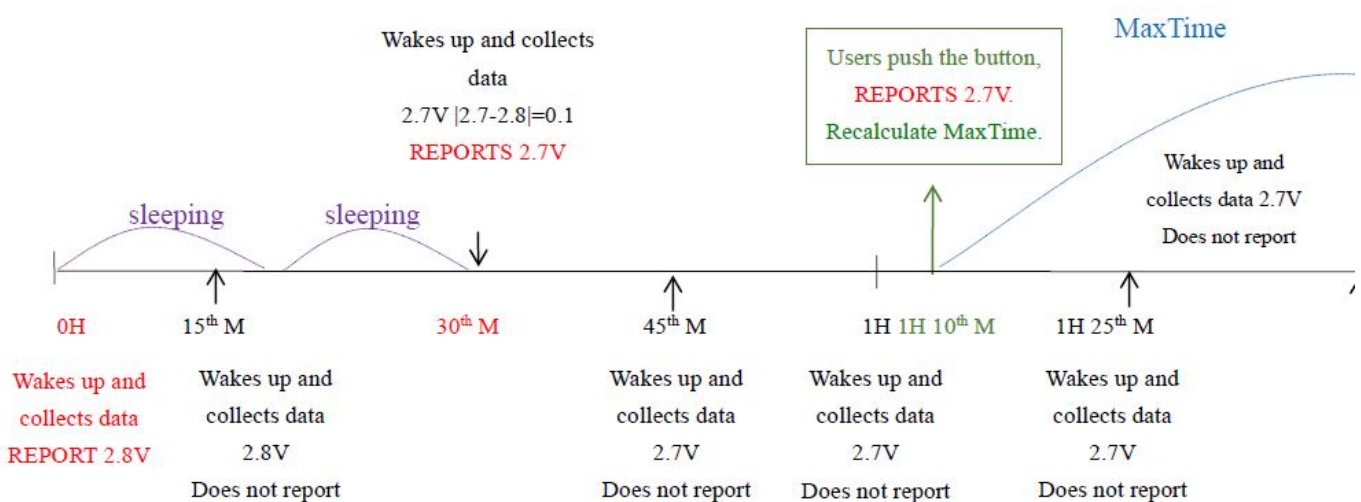 Wakes up and collects
data
2.7V |2.7-2.8|=0.1
REPORTS 2.7V
Users push the button,
REPORTS 2.7V.
Recalculate MaxTime.
MaxTime
Wakes up and
collects data 2.7V
Does not report
sleeping
sleeping
0H
15th M
30th M
45th M
1H 1H 10th M
1H 25th M
Wakes up and
collects data
REPORT 2.8V
Wakes up and
collects data
2.8V
Does not report
Wakes up and
collects data
2.7V
Does not report
Wakes up and
collects data
2.7V
Does not report
Wakes up and
collects data
2.7V
Does not report